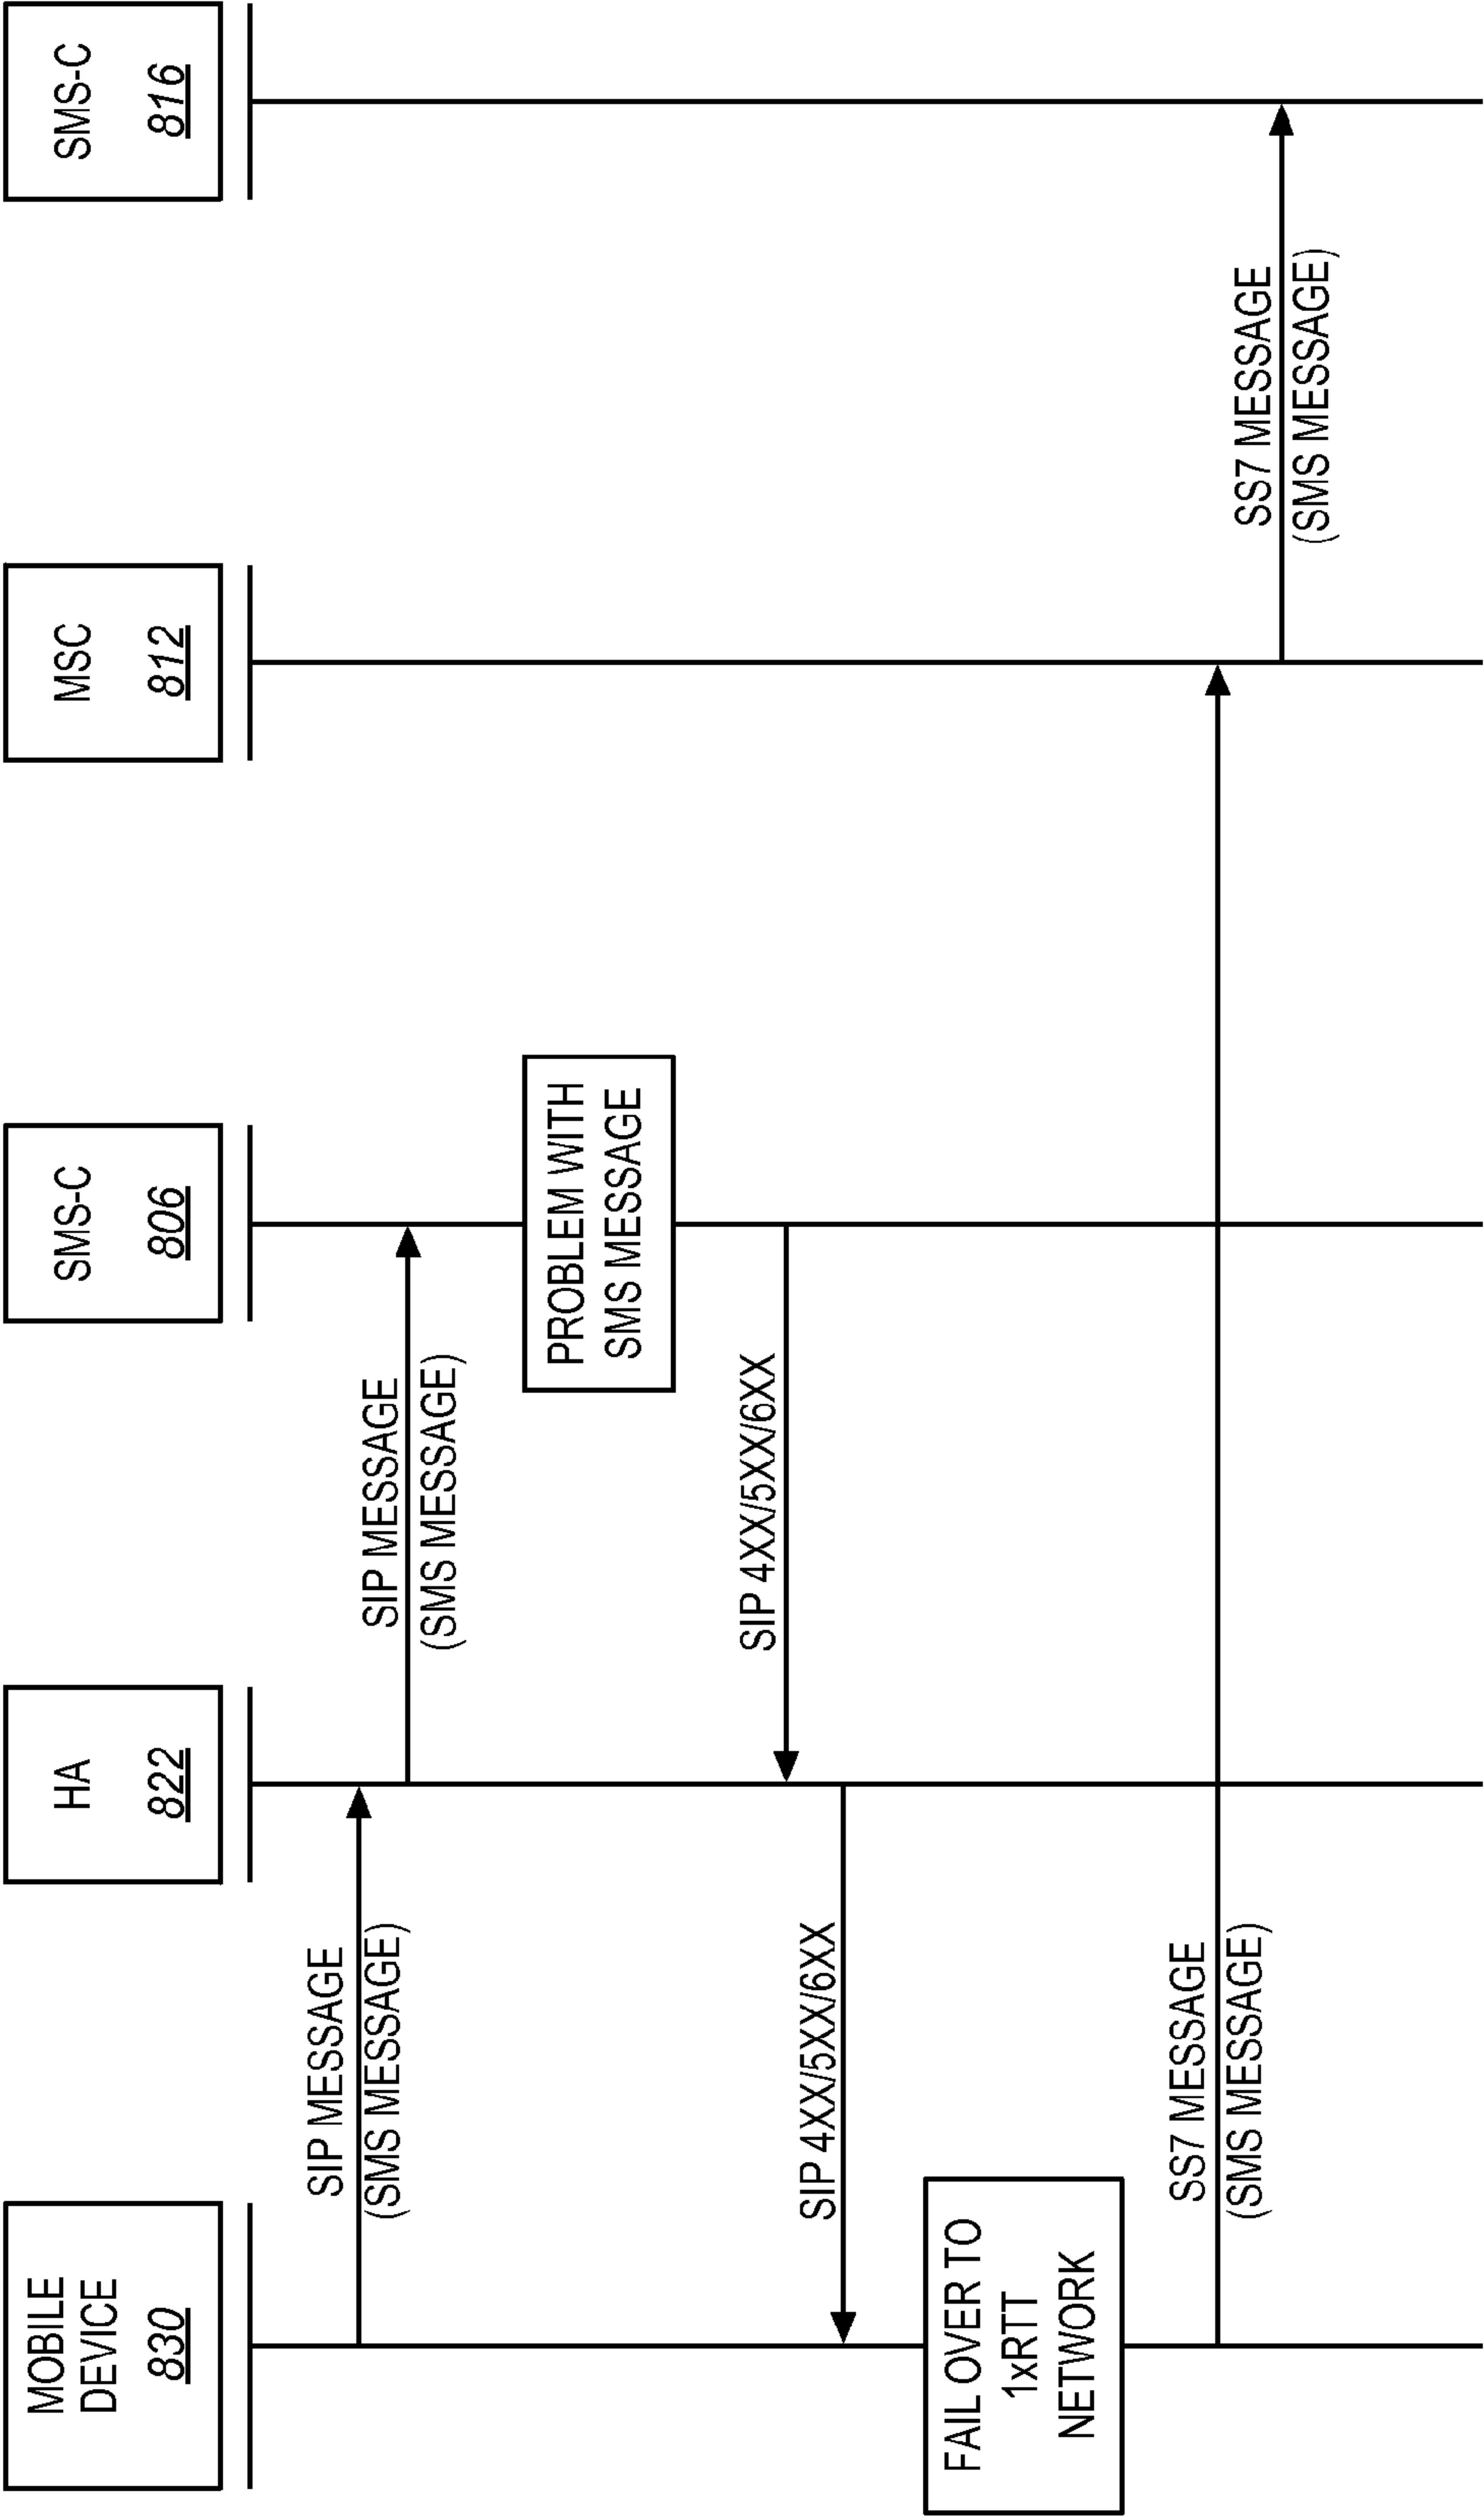 MOBILE
DEVICE
830
HA
822
SMS-C
806
MSC
812
SMS-C
816
SIP MESSAGE
(SMS MESSAGE)
SIP MESSAGE
(SMS MESSAGE)
PROBLEM WITH
SMS MESSAGE
SIP 4XX/5XX/6XX
SIP 4XX/5XX/6XX
FAIL OVER TO
1xRTT
NETWORK
SS7 MESSAGE
(SMS MESSAGE)
SS7 MESSAGE
(SMS MESSAGE)